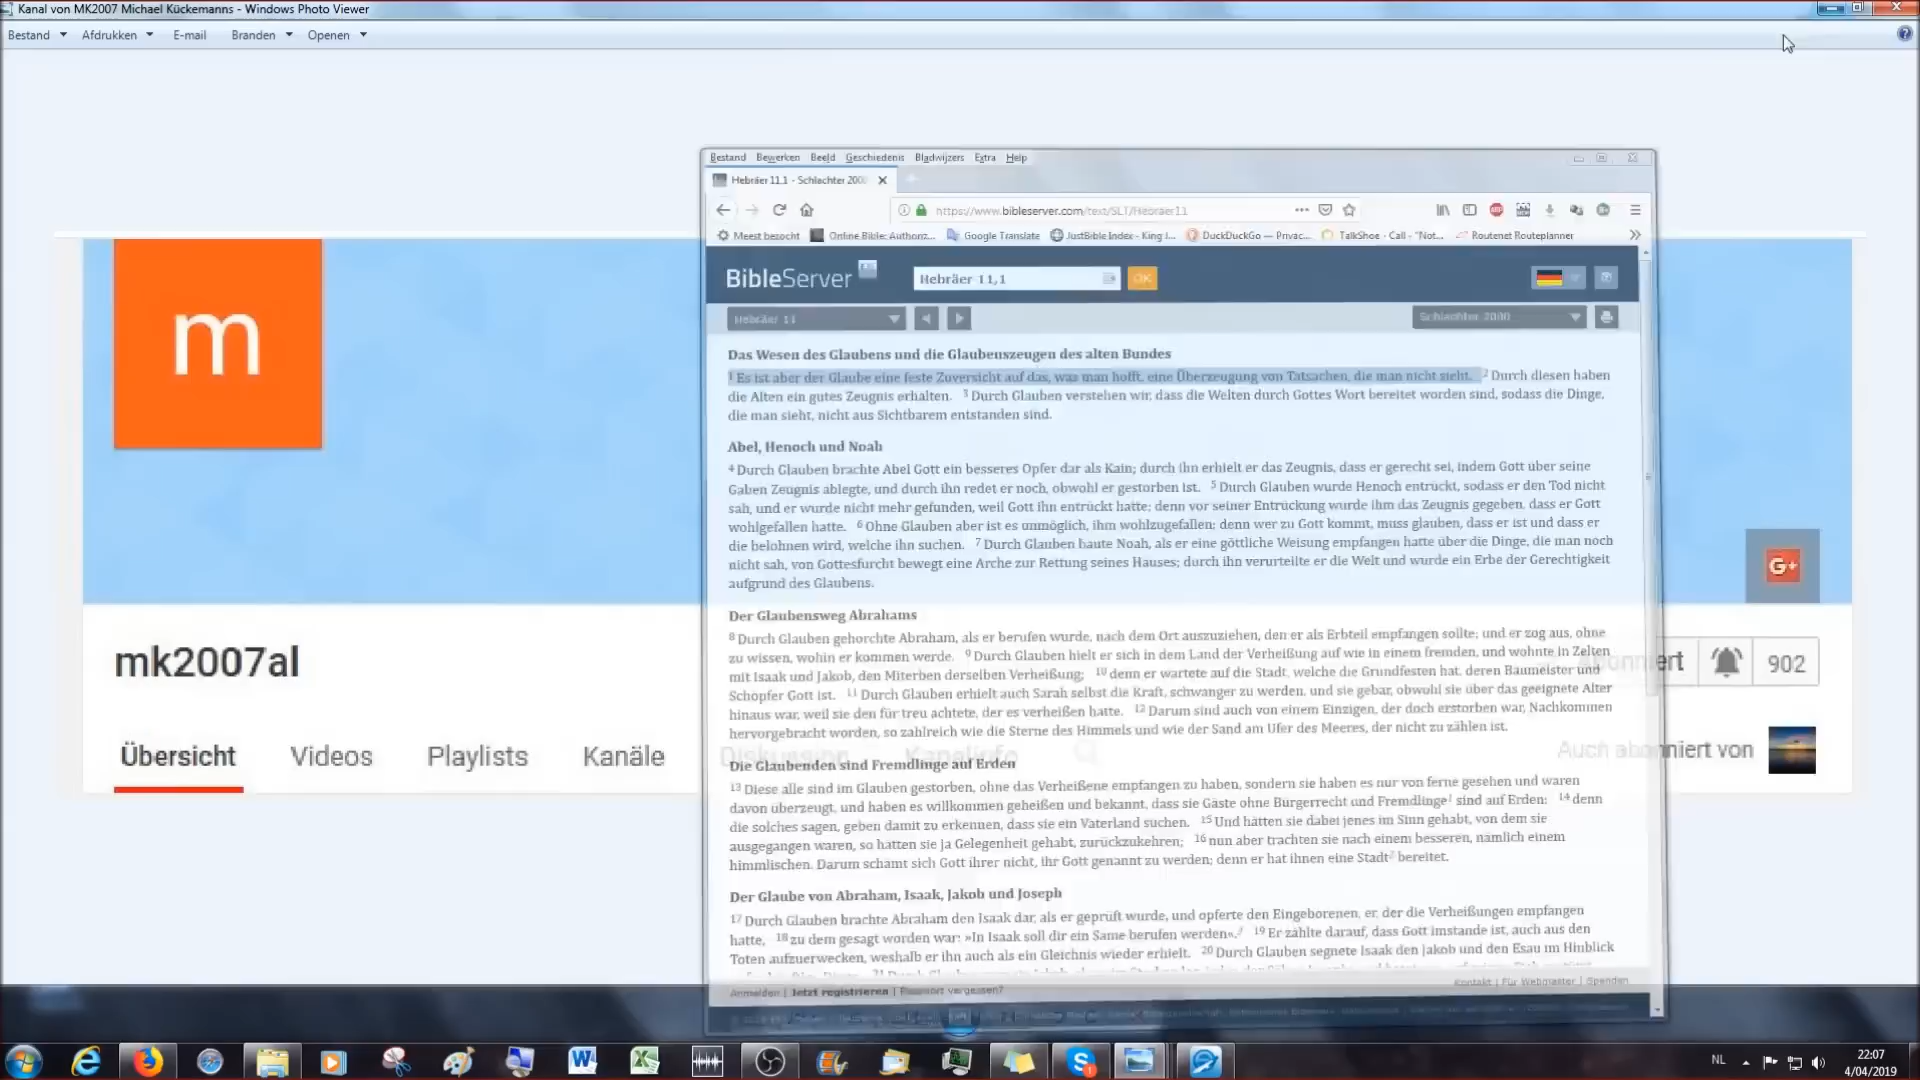 Kanal von MK2007 Michael Kückemanns - Windows Photo Viewer
Bestand Afdrukken E-mail Branden Openen
Bestand Bewerken Beeld Geschiedenis Bladwijzers Extra Help
Hebräer 11,1 - Schlachter 200
https://www.bibleserver.com/text/SLT/Hebräer11
Meest bezocht Online Bible: Authoriz... Google Translate JustBible Index - King J... DuckDuckGo — Privac... TalkShoe - Call - "Not... Routenet Routeplanner
BibleServer Hebräer 11,1 OK
Hebräer 11 Schlachter 2000
Das Wesen des Glaubens und die Glaubenszeugen des alten Bundes
1 Es ist aber der Glaube eine feste Zuversicht auf das, was man hofft, eine Überzeugung von Tatsachen, die man nicht sieht. 2 Durch diesen haben
die Alten ein gutes Zeugnis erhalten. 3 Durch Glauben verstehen wir, dass die Welten durch Gottes Wort bereitet worden sind, sodass die Dinge,
die man sieht, nicht aus Sichtbarem entstanden sind.
Abel, Henoch und Noah
4 Durch Glauben brachte Abel Gott ein besseres Opfer dar als Kain; durch ihn erhielt er das Zeugnis, dass er gerecht sei, indem Gott über seine
Gaben Zeugnis ablegte, und durch ihn redet er noch, obwohl er gestorben ist. 5 Durch Glauben wurde Henoch entrückt, sodass er den Tod nicht
sah, und er wurde nicht mehr gefunden, weil Gott ihn entrückt hatte; denn vor seiner Entrückung wurde ihm das Zeugnis gegeben, dass er Gott
wohlgefallen hatte. 6 Ohne Glauben aber ist es unmöglich, ihm wohlzugefallen; denn wer zu Gott kommt, muss glauben, dass er ist und dass er
die belohnen wird, welche ihn suchen. 7 Durch Glauben baute Noah, als er eine göttliche Weisung empfangen hatte über die Dinge, die man noch
nicht sah, von Gottesfurcht bewegt eine Arche zur Rettung seines Hauses; durch ihn verurteilte er die Welt und wurde ein Erbe der Gerechtigkeit
aufgrund des Glaubens.
Der Glaubensweg Abrahams
8 Durch Glauben gehorchte Abraham, als er berufen wurde, nach dem Ort auszuziehen, den er als Erbteil empfangen sollte; und er zog aus, ohne
zu wissen, wohin er kommen werde. 9 Durch Glauben hielt er sich in dem Land der Verheißung auf wie in einem fremden, und wohnte in Zelten
mit Isaak und Jakob, den Miterben derselben Verheißung; 10 denn er wartete auf die Stadt, welche die Grundfesten hat, deren Baumeister und
Schöpfer Gott ist. 11 Durch Glauben erhielt auch Sarah selbst die Kraft, schwanger zu werden, und sie gebar, obwohl sie über das geeignete Alter
hinaus war, weil sie den für treu achtete, der es verheißen hatte. 12 Darum sind auch von einem Einzigen, der doch erstorben war, Nachkommen
hervorgebracht worden, so zahlreich wie die Sterne des Himmels und wie der Sand am Ufer des Meeres, der nicht zu zählen ist.
Die Glaubenden sind Fremdlinge auf Erden
13 Diese alle sind im Glauben gestorben, ohne das Verheißene empfangen zu haben, sondern sie haben es nur von ferne gesehen und waren
davon überzeugt, und haben es willkommen geheißen und bekannt, dass sie Gäste ohne Bürgerrecht und Fremdlinge sind auf Erden; 14 denn
die solches sagen, geben damit zu erkennen, dass sie ein Vaterland suchen. 15 Und hätten sie dabei jenes im Sinn gehabt, von dem sie
ausgegangen waren, so hätten sie ja Gelegenheit gehabt, zurückzukehren; 16 nun aber trachten sie nach einem besseren, nämlich einem
himmlischen. Darum schämt sich Gott ihrer nicht, ihr Gott genannt zu werden; denn er hat ihnen eine Stadt bereitet.
Der Glaube von Abraham, Isaak, Jakob und Joseph
17 Durch Glauben brachte Abraham den Isaak dar, als er geprüft wurde, und opferte den Eingeborenen, er, der die Verheißungen empfangen
hatte, 18 zu dem gesagt worden war: »In Isaak soll dir ein Same berufen werden«. 19 Er zählte darauf, dass Gott imstande ist, auch aus den
Toten aufzuerwecken, weshalb er ihn auch als ein Gleichnis wieder erhielt. 20 Durch Glauben segnete Isaak den Jakob und den Esau im Hinblick
Anmelden | Jetzt registrieren | Passwort vergessen? Kontakt | Für Webmaster | Spenden
m
G+
mk2007al Abonniert 902
Übersicht Videos Playlists Kanäle Diskussion Kanalinfo
Auch abonniert von
NL 22:07
4/04/2019